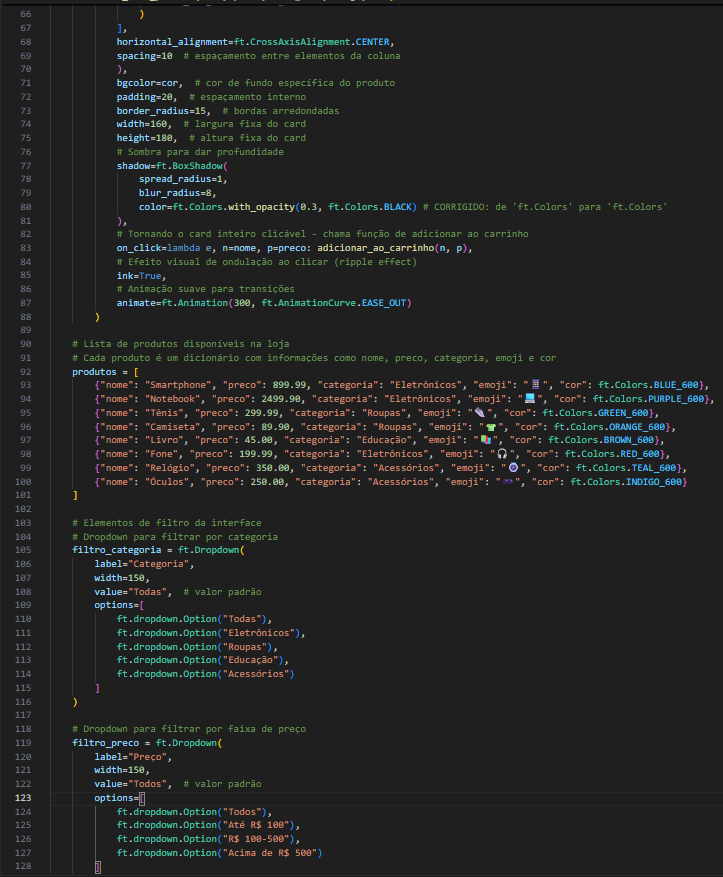 66 )
67 ],
68 horizontal_alignment=ft.CrossAxisAlignment.CENTER,
69 spacing=10  # espaçamento entre elementos da coluna
70 ),
71 bgcolor=cor,  # cor de fundo específica do produto
72 padding=20,  # espaçamento interno
73 border_radius=15,  # bordas arredondadas
74 width=160,  # largura fixa do card
75 height=180,  # altura fixa do card
76 # Sombra para dar profundidade
77 shadow=ft.BoxShadow(
78 spread_radius=1,
79 blur_radius=8,
80 color=ft.Colors.with_opacity(0.3, ft.Colors.BLACK) # CORRIGIDO: de 'ft.Colors' para 'ft.Colors'
81 ),
82 # Tornando o card inteiro clicável - chama função de adicionar ao carrinho
83 on_click=lambda e, n=nome, p=preco: adicionar_ao_carrinho(n, p),
84 # Efeito visual de ondulação ao clicar (ripple effect)
85 ink=True,
86 # Animação suave para transições
87 animate=ft.Animation(300, ft.AnimationCurve.EASE_OUT)
88 )
89
90 # Lista de produtos disponíveis na loja
91 # Cada produto é um dicionário com informações como nome, preco, categoria, emoji e cor
92 produtos = [
93 {"nome": "Smartphone", "preco": 899.99, "categoria": "Eletrônicos", "emoji": "📱", "cor": ft.Colors.BLUE_600},
94 {"nome": "Notebook", "preco": 2499.90, "categoria": "Eletrônicos", "emoji": "💻", "cor": ft.Colors.PURPLE_600},
95 {"nome": "Tênis", "preco": 299.99, "categoria": "Roupas", "emoji": "👟", "cor": ft.Colors.GREEN_600},
96 {"nome": "Camiseta", "preco": 89.90, "categoria": "Roupas", "emoji": "👕", "cor": ft.Colors.ORANGE_600},
97 {"nome": "Livro", "preco": 45.00, "categoria": "Educação", "emoji": "📚", "cor": ft.Colors.BROWN_600},
98 {"nome": "Fone", "preco": 199.99, "categoria": "Eletrônicos", "emoji": "🎧", "cor": ft.Colors.RED_600},
99 {"nome": "Relógio", "preco": 350.00, "categoria": "Acessórios", "emoji": "⌚", "cor": ft.Colors.TEAL_600},
100 {"nome": "Óculos", "preco": 250.00, "categoria": "Acessórios", "emoji": "🕶️", "cor": ft.Colors.INDIGO_600}
101 ]
102
103 # Elementos de filtro da interface
104 # Dropdown para filtrar por categoria
105 filtro_categoria = ft.Dropdown(
106 label="Categoria",
107 width=150,
108 value="Todas",  # valor padrão
109 options=[
110 ft.dropdown.Option("Todas"),
111 ft.dropdown.Option("Eletrônicos"),
112 ft.dropdown.Option("Roupas"),
113 ft.dropdown.Option("Educação"),
114 ft.dropdown.Option("Acessórios")
115 ]
116 )
117
118 # Dropdown para filtrar por faixa de preço
119 filtro_preco = ft.Dropdown(
120 label="Preço",
121 width=150,
122 value="Todos",  # valor padrão
123 options=[
124 ft.dropdown.Option("Todos"),
125 ft.dropdown.Option("Até R$ 100"),
126 ft.dropdown.Option("R$ 100-500"),
127 ft.dropdown.Option("Acima de R$ 500")
128 ]